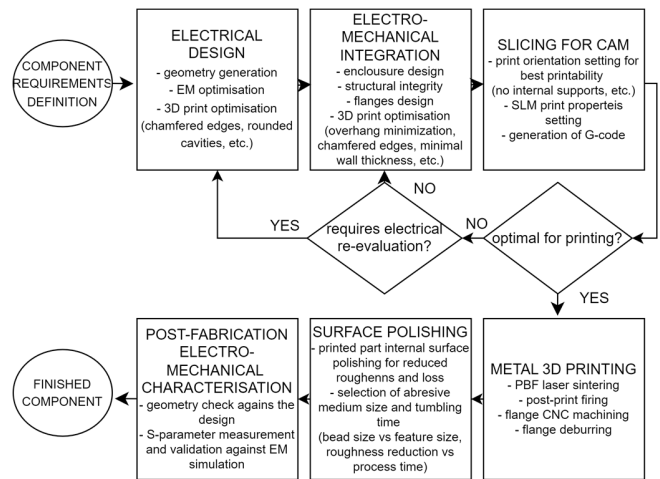 COMPONENT
REQUIREMENTS
DEFINITION
ELECTRICAL
DESIGN
- geometry generation
- EM optimisation
- 3D print optimisation
(chamfered edges, rounded
cavities, etc.)
ELECTRO-
MECHANICAL
INTEGRATION
- enclousure design
- structural integrity
- flanges design
- 3D print optimisation
(overhang minimization,
chamfered edges, minimal
wall thickness, etc.)
SLICING FOR CAM
- print orientation setting for
best printability
(no internal supports, etc.)
- SLM print properteis
setting
- generation of G-code
optimal for printing?
NO
requires electrical
re-evaluation?
NO
YES
YES
METAL 3D PRINTING
- PBF laser sintering
- post-print firing
- flange CNC machining
- flange deburring
SURFACE POLISHING
- printed part internal surface
polishing for reduced
roughenns and loss
- selection of abresive
medium size and tumbling
time
(bead size vs feature size,
roughness reduction vs
process time)
POST-FABRICATION
ELECTRO-
MECHANICAL
CHARACTERISATION
- geometry check agains the
design
- S-parameter measurement
and validation against EM
simulation
FINISHED
COMPONENT